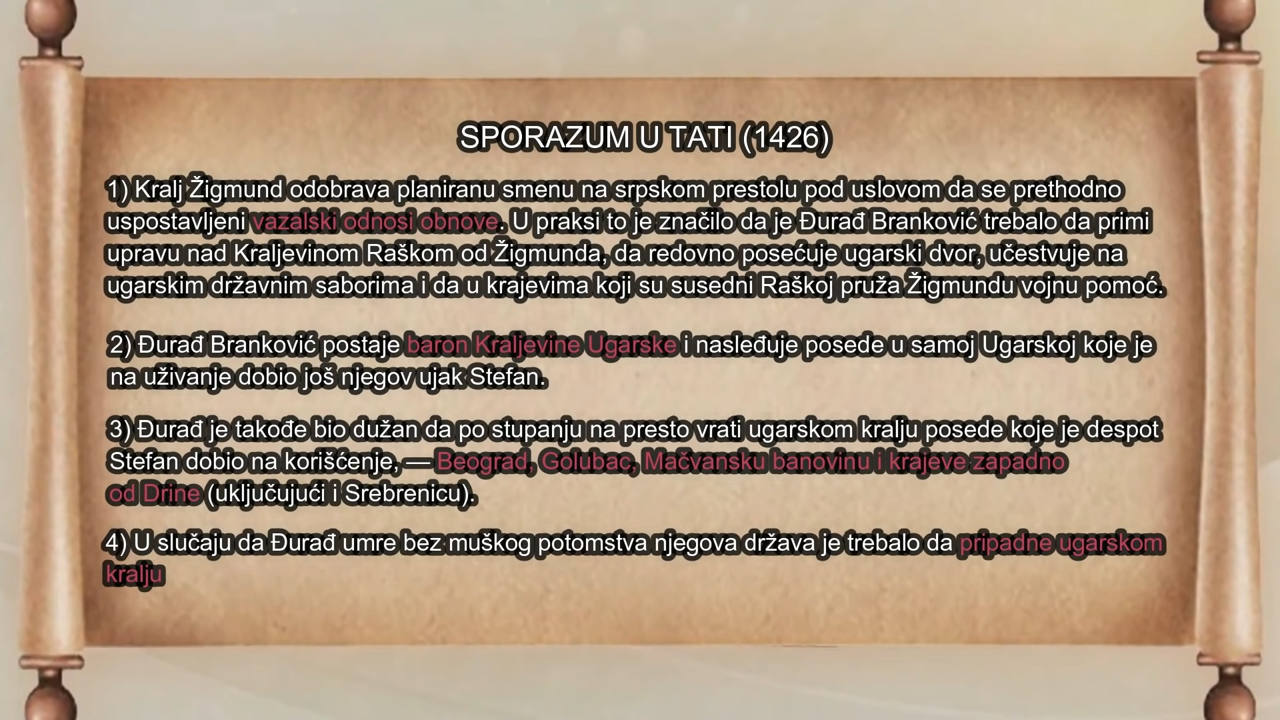 SPORAZUM U TATI (1426)
1) Kralj Žigmund odobrava planiranu smenu na srpskom prestolu pod uslovom da se prethodno
uspostavljeni vazalski odnosi obnove. U praksi to je značilo da je Đurađ Branković trebalo da primi
upravu nad Kraljevinom Raškom od Žigmunda, da redovno posećuje ugarski dvor, učestvuje na
ugarskim državnim saborima i da u krajevima koji su susedni Raškoj pruža Žigmundu vojnu pomoć.
2) Đurađ Branković postaje baron Kraljevine Ugarske i nasleđuje posede u samoj Ugarskoj koje je
na uživanje dobio još njegov ujak Stefan.
3) Đurađ je takođe bio dužan da po stupanju na presto vrati ugarskom kralju posede koje je despot
Stefan dobio na korišćenje, — Beograd, Golubac, Mačvansku banovinu i krajeve zapadno
od Drine (uključujući i Srebrenicu).
4) U slučaju da Đurađ umre bez muškog potomstva njegova država je trebalo da pripadne ugarskom
kralju